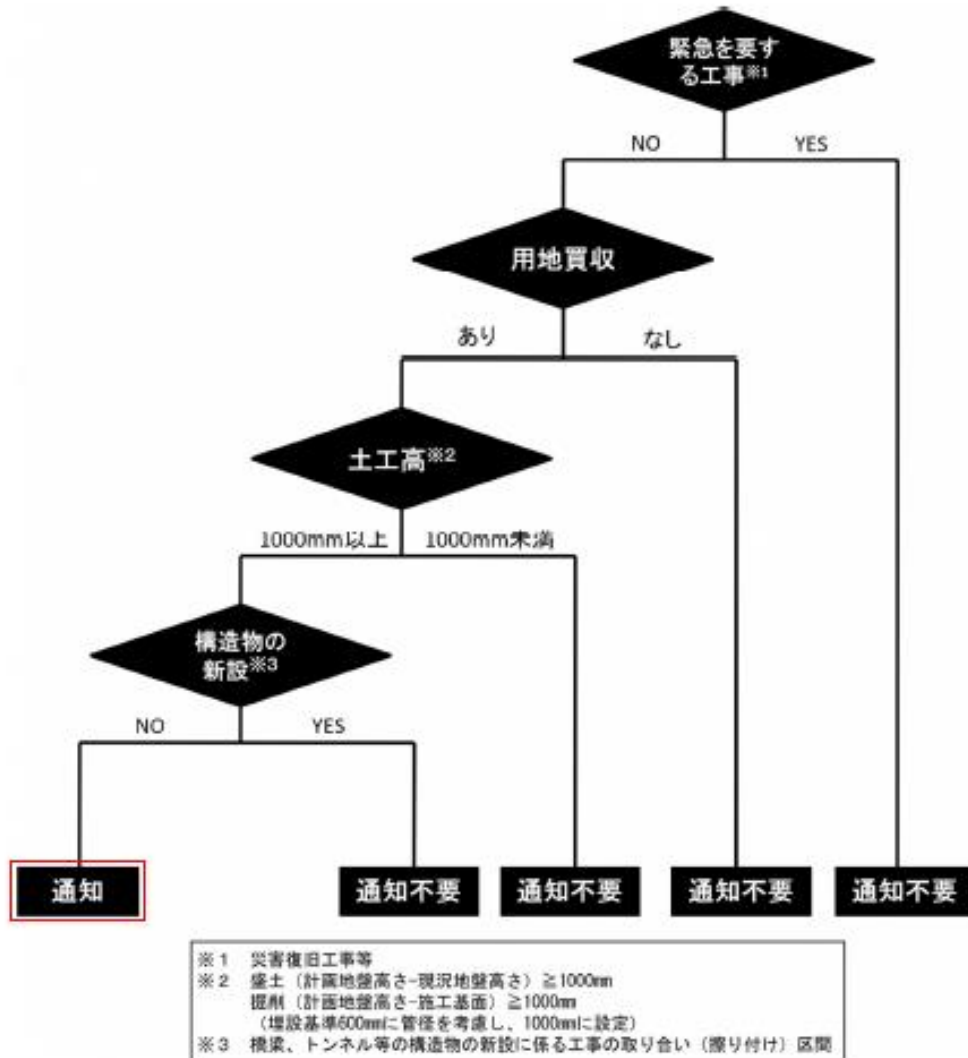 緊急を要す
る工事※1
NO
YES
用地買収
あり
なし
土工高※2
1000mm以上
1000mm未満
構造物の
新設※3
NO
YES
通知
通知不要
通知不要
通知不要
通知不要
※1 災害復旧工事等
※2 盛土（計画地盤高さ-現況地盤高さ）≧1000mm
掘削（計画地盤高さ-施工基面）≧1000mm
（埋設基準600mmに管径を考慮し、1000mmに設定）
※3 橋梁、トンネル等の構造物の新設に係る工事の取り合い（擦り付け）区間